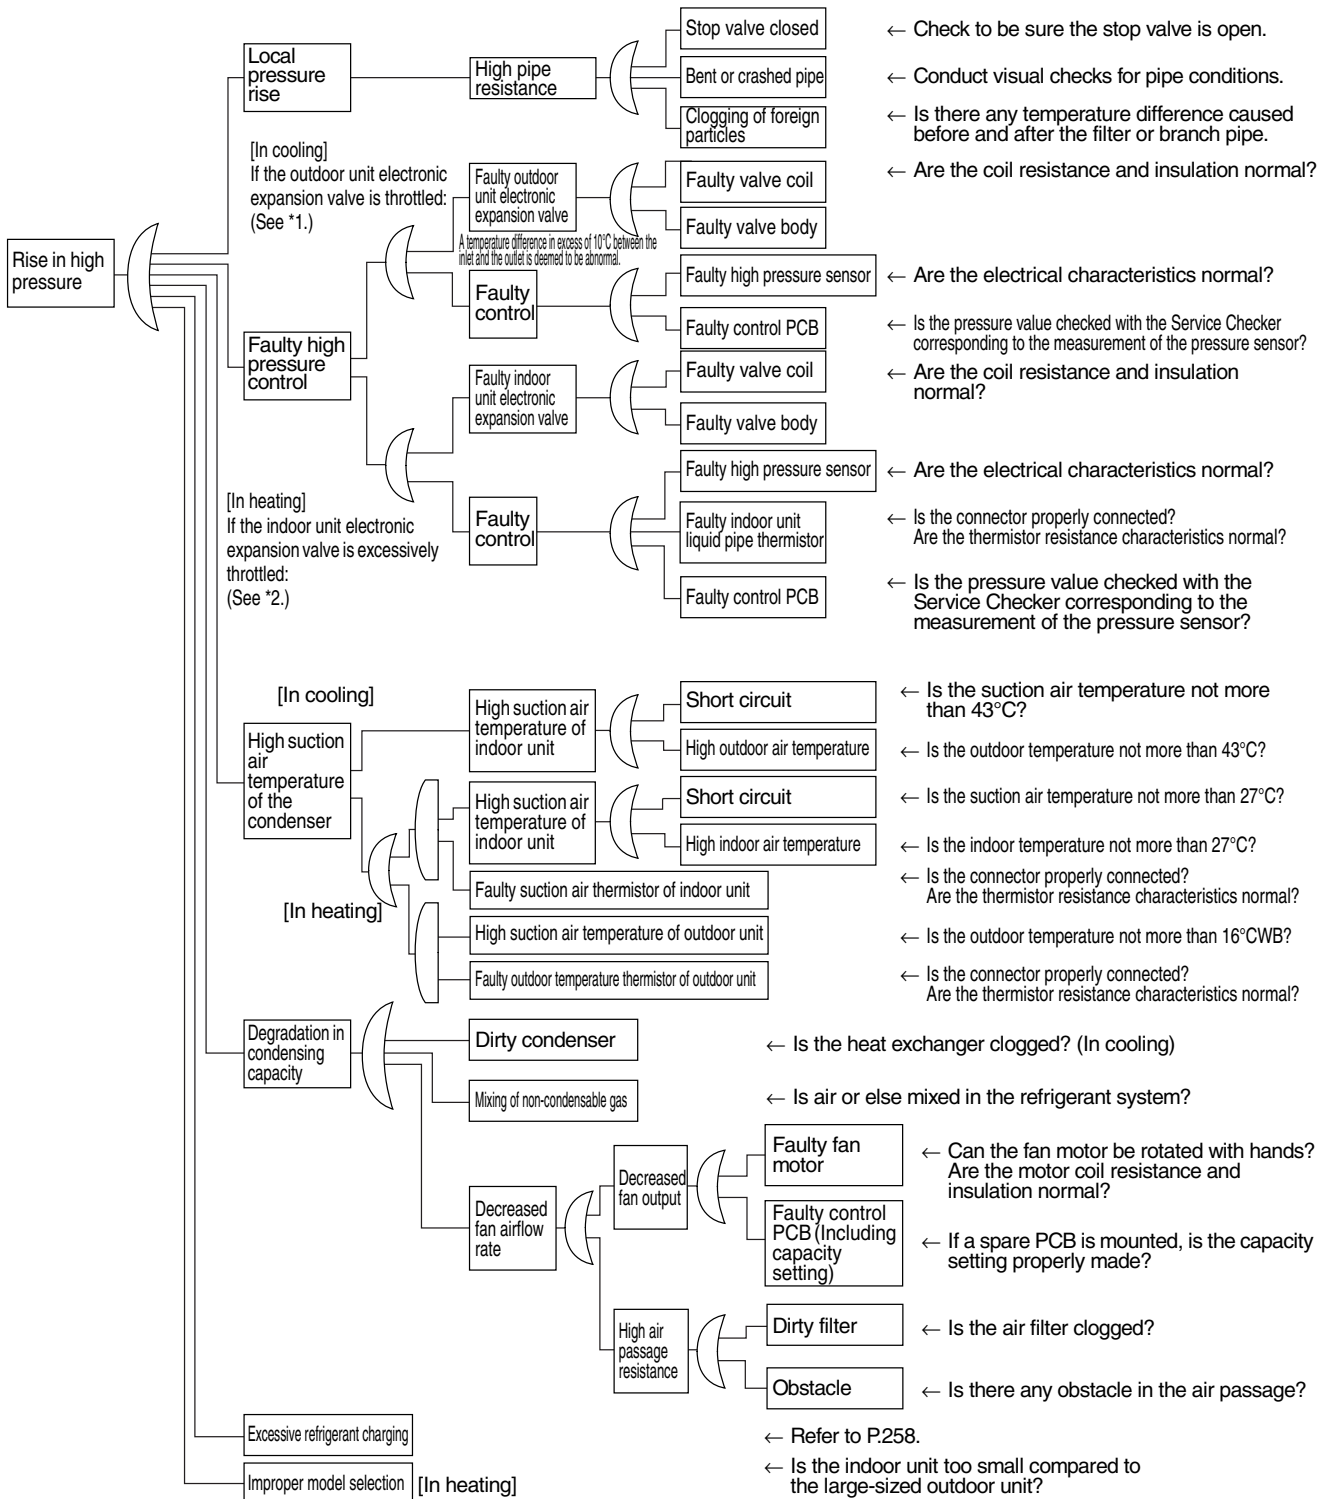 Rise in high
pressure
Local
pressure
rise
High pipe
resistance
Stop valve closed
← Check to be sure the stop valve is open.
Bent or crashed pipe
← Conduct visual checks for pipe conditions.
Clogging of foreign
particles
← Is there any temperature difference caused
before and after the filter or branch pipe.
[In cooling]
If the outdoor unit electronic
expansion valve is throttled:
(See *1.)
Faulty high
pressure
control
Faulty outdoor
unit electronic
expansion valve
A temperature difference in excess of 10°C between the
inlet and the outlet is deemed to be abnormal.
Faulty valve coil
← Are the coil resistance and insulation normal?
Faulty valve body
Faulty
control
Faulty high pressure sensor
← Are the electrical characteristics normal?
Faulty control PCB
← Is the pressure value checked with the Service Checker
corresponding to the measurement of the pressure sensor?
Faulty indoor
unit electronic
expansion valve
Faulty valve coil
← Are the coil resistance and insulation
normal?
Faulty valve body
[In heating]
If the indoor unit electronic
expansion valve is excessively
throttled:
(See *2.)
Faulty
control
Faulty high pressure sensor
← Are the electrical characteristics normal?
Faulty indoor unit
liquid pipe thermistor
← Is the connector properly connected?
Are the thermistor resistance characteristics normal?
Faulty control PCB
← Is the pressure value checked with the
Service Checker corresponding to the
measurement of the pressure sensor?
[In cooling]
High suction
air
temperature
of the
condenser
High suction air
temperature of
indoor unit
Short circuit
← Is the suction air temperature not more
than 43°C?
High outdoor air temperature
← Is the outdoor temperature not more than 43°C?
[In heating]
High suction air
temperature of
indoor unit
Short circuit
← Is the suction air temperature not more than 27°C?
High indoor air temperature
← Is the indoor temperature not more than 27°C?
Faulty suction air thermistor of indoor unit
← Is the connector properly connected?
Are the thermistor resistance characteristics normal?
High suction air temperature of outdoor unit
← Is the outdoor temperature not more than 16°CWB?
Faulty outdoor temperature thermistor of outdoor unit
← Is the connector properly connected?
Are the thermistor resistance characteristics normal?
Degradation in
condensing
capacity
Dirty condenser
← Is the heat exchanger clogged? (In cooling)
Mixing of non-condensable gas
← Is air or else mixed in the refrigerant system?
Decreased
fan airflow
rate
Decreased
fan output
Faulty fan
motor
← Can the fan motor be rotated with hands?
Are the motor coil resistance and
insulation normal?
Faulty control
PCB (Including
capacity
setting)
← If a spare PCB is mounted, is the capacity
setting properly made?
High air
passage
resistance
Dirty filter
← Is the air filter clogged?
Obstacle
← Is there any obstacle in the air passage?
Excessive refrigerant charging
← Refer to P.258.
Improper model selection
[In heating]
← Is the indoor unit too small compared to
the large-sized outdoor unit?